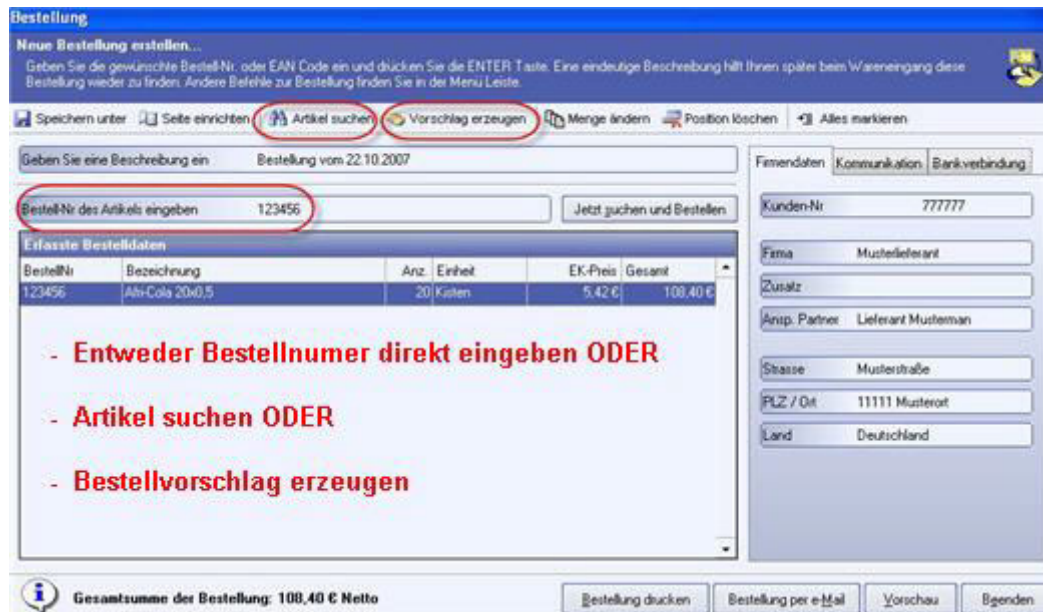 Bestellung
Neue Bestellung erstellen...
Geben Sie die gewünschte Bestell-Nr. oder EAN Code ein und drücken Sie die ENTER Taste. Eine eindeutige Beschreibung hilft Ihnen später beim Wareneingang diese
Bestellung wieder zu finden. Andere Befehle zur Bestellung finden Sie in der Menü Leiste.
Speichern unter Seite einrichten Artikel suchen Vorschlag erzeugen Menge ändern Position löschen Alles markieren
Geben Sie eine Beschreibung ein Bestellung vom 22.10.2007
Firmendaten Kommunikation Bankverbindung
Bestell-Nr des Artikels eingeben 123456 Jetzt suchen und Bestellen
Kunden-Nr 777777
Erfasste Bestelldaten
BestellNr Bezeichnung Anz. Einheit EK-Preis Gesamt
123456 Afri-Cola 20x0,5 20 Kisten 5,42 € 108,40 €
Firma Musterlieferant
Zusatz
Ansp. Partner Lieferant Musterman
- Entweder Bestellnumer direkt eingeben ODER
Strasse Musterstraße
PLZ / Ort 11111 Musterort
- Artikel suchen ODER
Land Deutschland
- Bestellvorschlag erzeugen
Gesamtsumme der Bestellung: 108,40 € Netto
Bestellung drucken Bestellung per e-Mail Vorschau Beenden